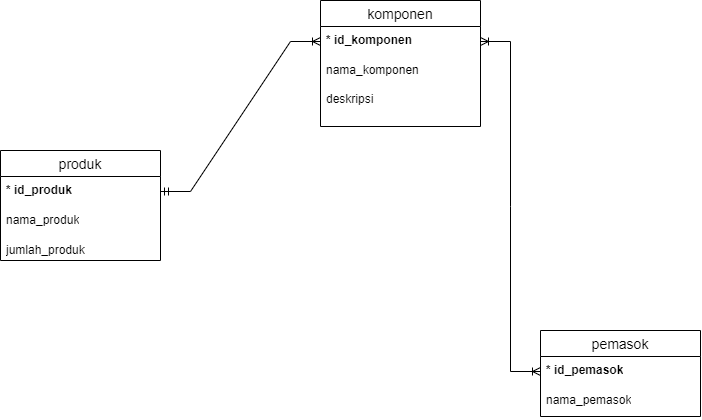 komponen
* id_komponen
nama_komponen
deskripsi
produk
* id_produk
nama_produk
jumlah_produk
pemasok
* id_pemasok
nama_pemasok